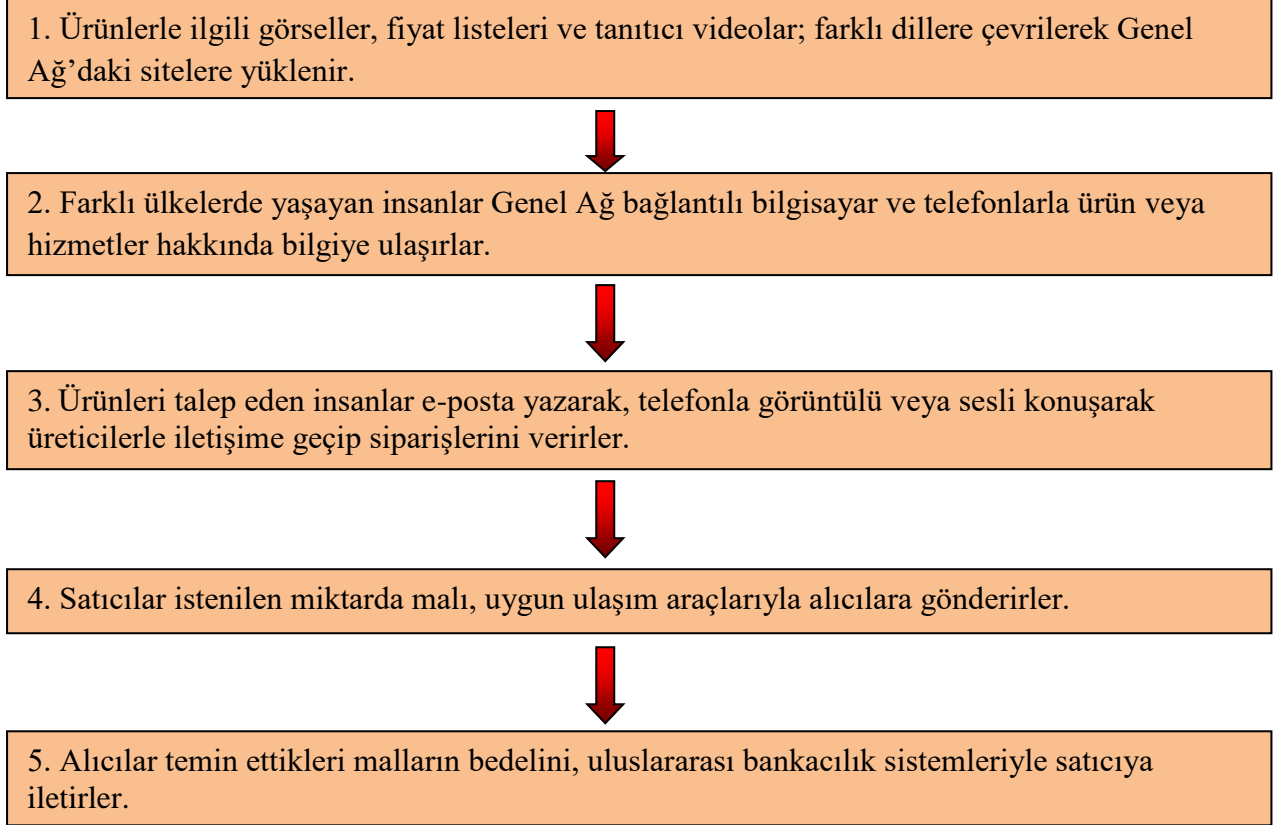 1. Ürünlerle ilgili görseller, fiyat listeleri ve tanıtıcı videolar; farklı dillere çevrilerek Genel
Ağ’daki sitelere yüklenir.
2. Farklı ülkelerde yaşayan insanlar Genel Ağ bağlantılı bilgisayar ve telefonlarla ürün veya
hizmetler hakkında bilgiye ulaşırlar.
3. Ürünleri talep eden insanlar e-posta yazarak, telefonla görüntülü veya sesli konuşarak
üreticilerle iletişime geçip siparişlerini verirler.
4. Satıcılar istenilen miktarda malı, uygun ulaşım araçlarıyla alıcılara gönderirler.
5. Alıcılar temin ettikleri malların bedelini, uluslararası bankacılık sistemleriyle satıcıya
iletirler.